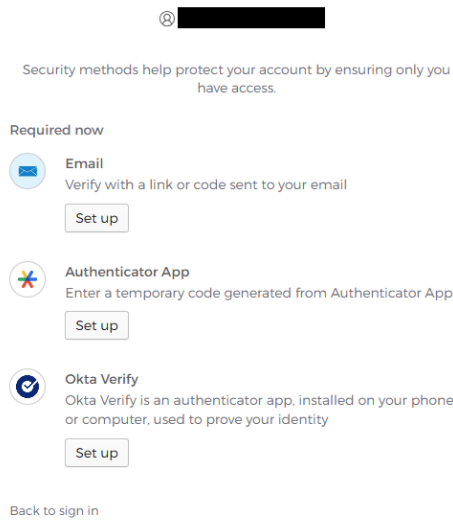 Security methods help protect your account by ensuring only you
have access.
Required now
Email
Verify with a link or code sent to your email
Set up
Authenticator App
Enter a temporary code generated from Authenticator App
Set up
Okta Verify
Okta Verify is an authenticator app, installed on your phone
or computer, used to prove your identity
Set up
Back to sign in